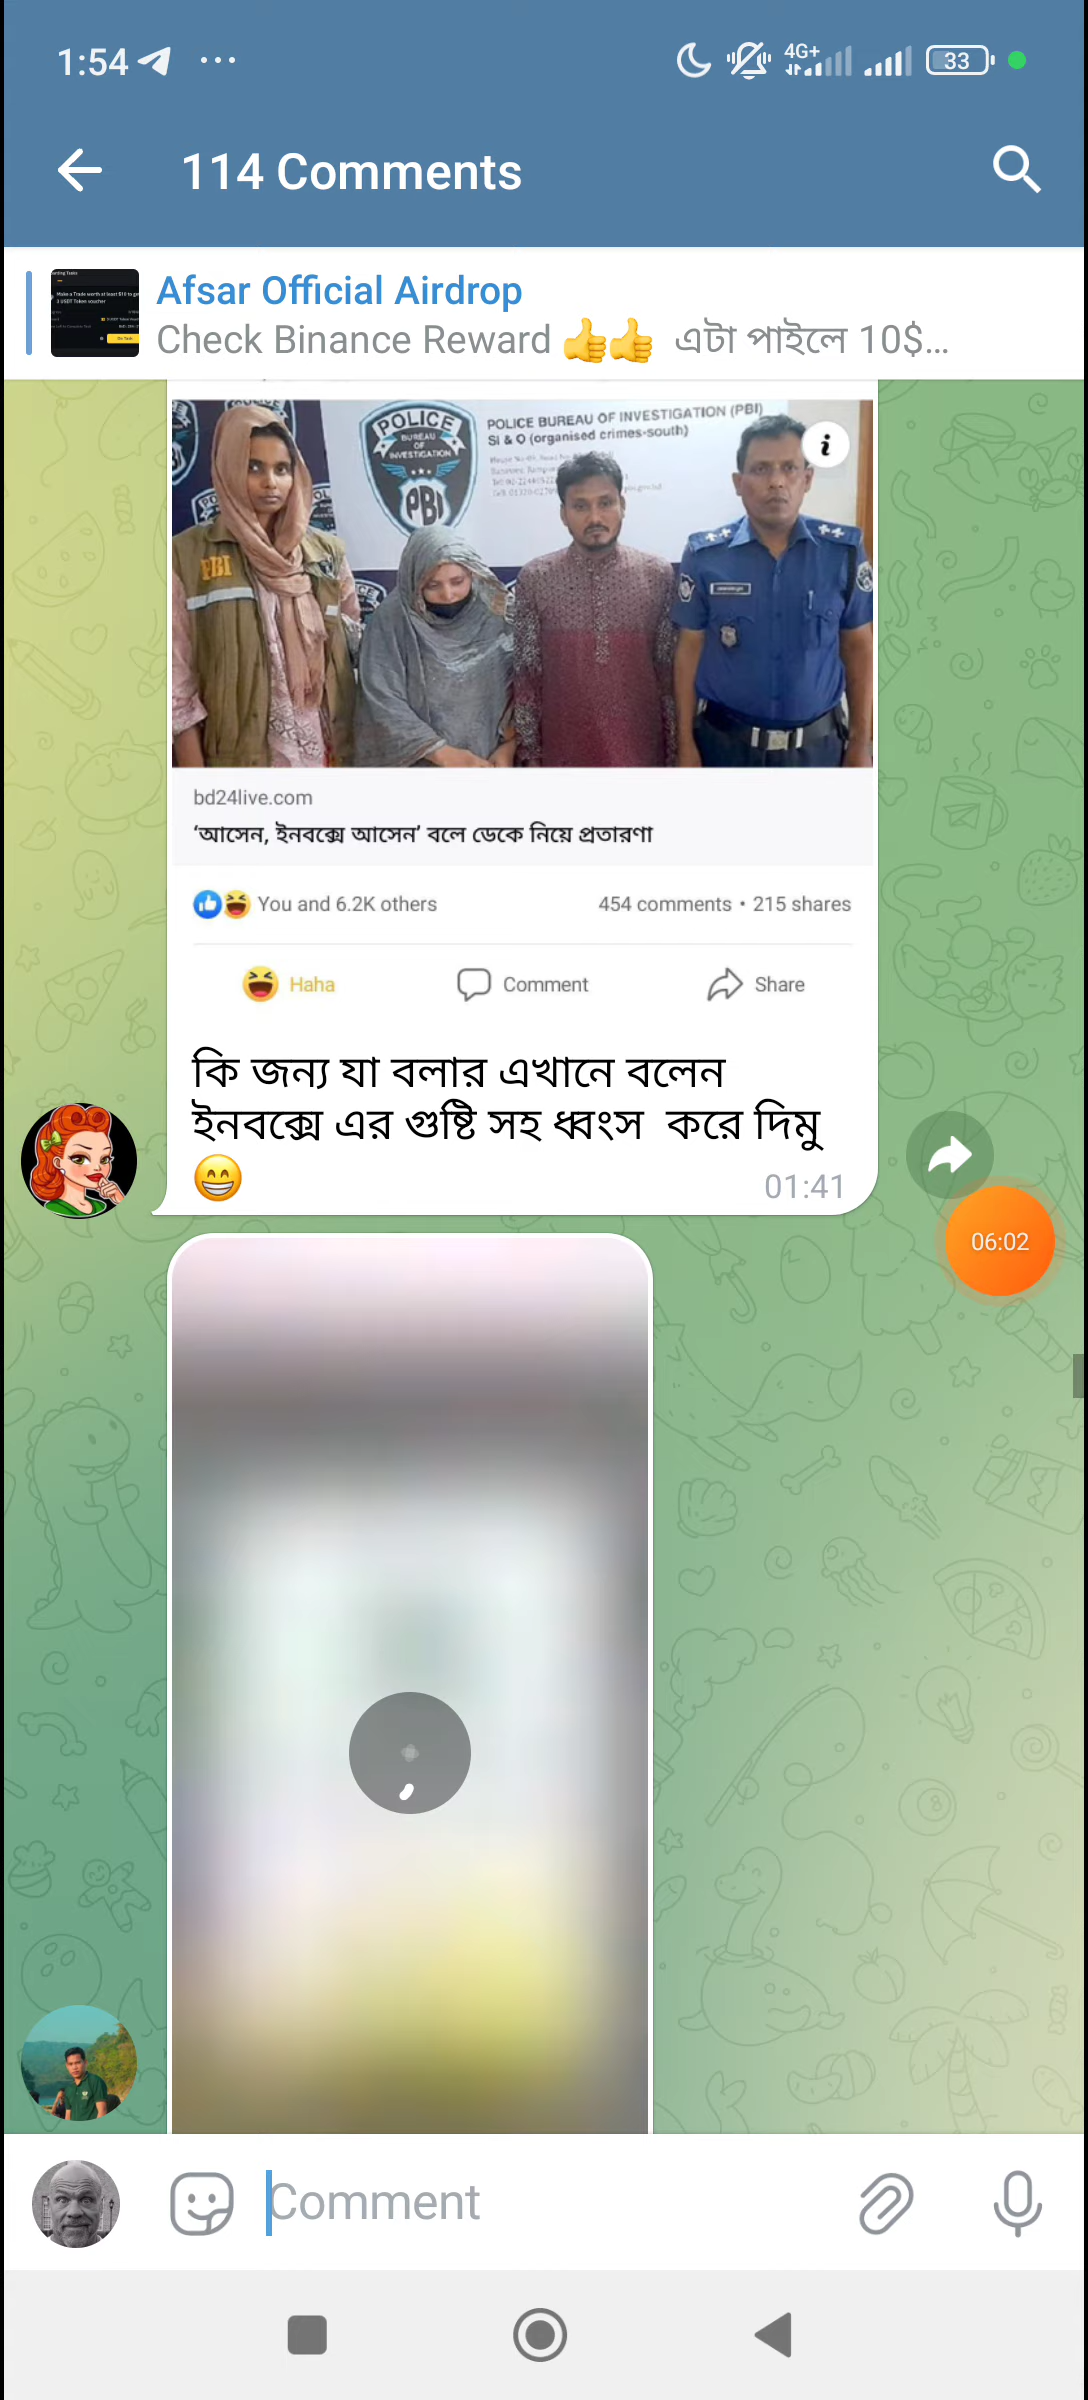 1:54
4G+
33
114 Comments
Afsar Official Airdrop
Check Binance Reward 👍👍 এটা পাইলে 10$...
POLICE
BUREAU
OF
INVESTIGATION
PBI
POLICE BUREAU OF INVESTIGATION (PBI)
SI & O (organised crimes-south)
PBI
bd24live.com
‘আসেন, ইনবক্সে আসেন’ বলে ডেকে নিয়ে প্রতারণা
You and 6.2K others
454 comments • 215 shares
Haha
Comment
Share
কি জন্য যা বলার এখানে বলেন
ইনবক্সে এর গুষ্টি সহ ধ্বংস করে দিমু
😁
01:41
06:02
Comment